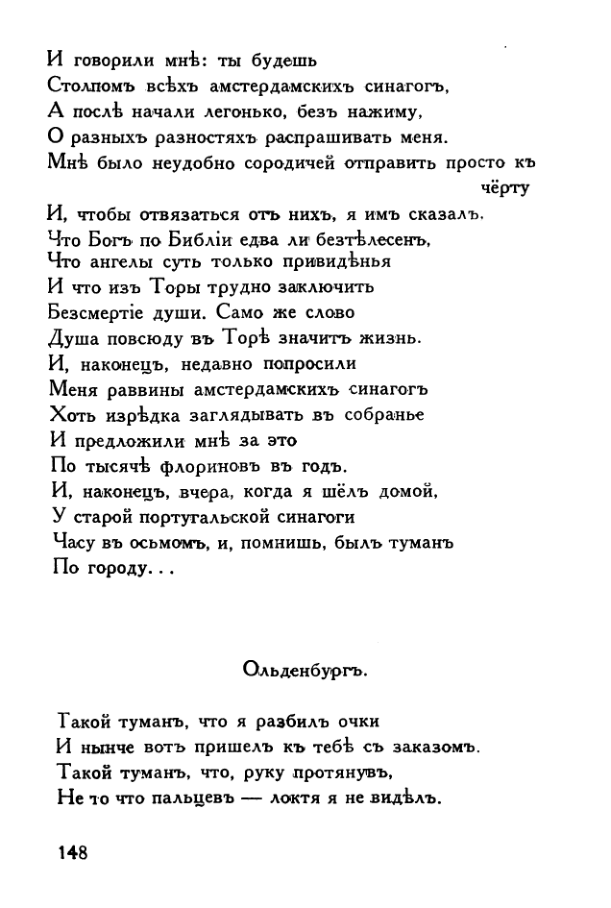 И говорили мнѣ: ты будешь
Столпомъ всѣхъ амстердамскихъ синагогъ,
А послѣ начали легонько, безъ нажиму,
О разныхъ разностяхъ распрашивать меня.
Мнѣ было неудобно сородичей отправить просто къ
чёрту
И, чтобы отвязаться отъ нихъ, я имъ сказалъ.
Что Богъ по Библіи едва ли безтѣлесенъ,
Что ангелы суть только привидѣнья
И что изъ Торы трудно заключить
Безсмертіе души. Само же слово
Душа повсюду въ Торѣ значитъ жизнь.
И, наконецъ, недавно попросили
Меня раввины амстердамскихъ синагогъ
Хоть изрѣдка заглядывать въ собранье
И предложили мнѣ за это
По тысячѣ флориновъ въ годъ.
И, наконецъ, вчера, когда я шёлъ домой,
У старой португальской синагоги
Часу въ осьмомъ, и, помнишь, былъ туманъ
По городу...
Ольденбургъ.
Такой туманъ, что я разбилъ очки
И нынче вотъ пришелъ къ тебѣ съ заказомъ.
Такой туманъ, что, руку протянувъ,
Не то что пальцевъ — локтя я не видѣлъ.
148